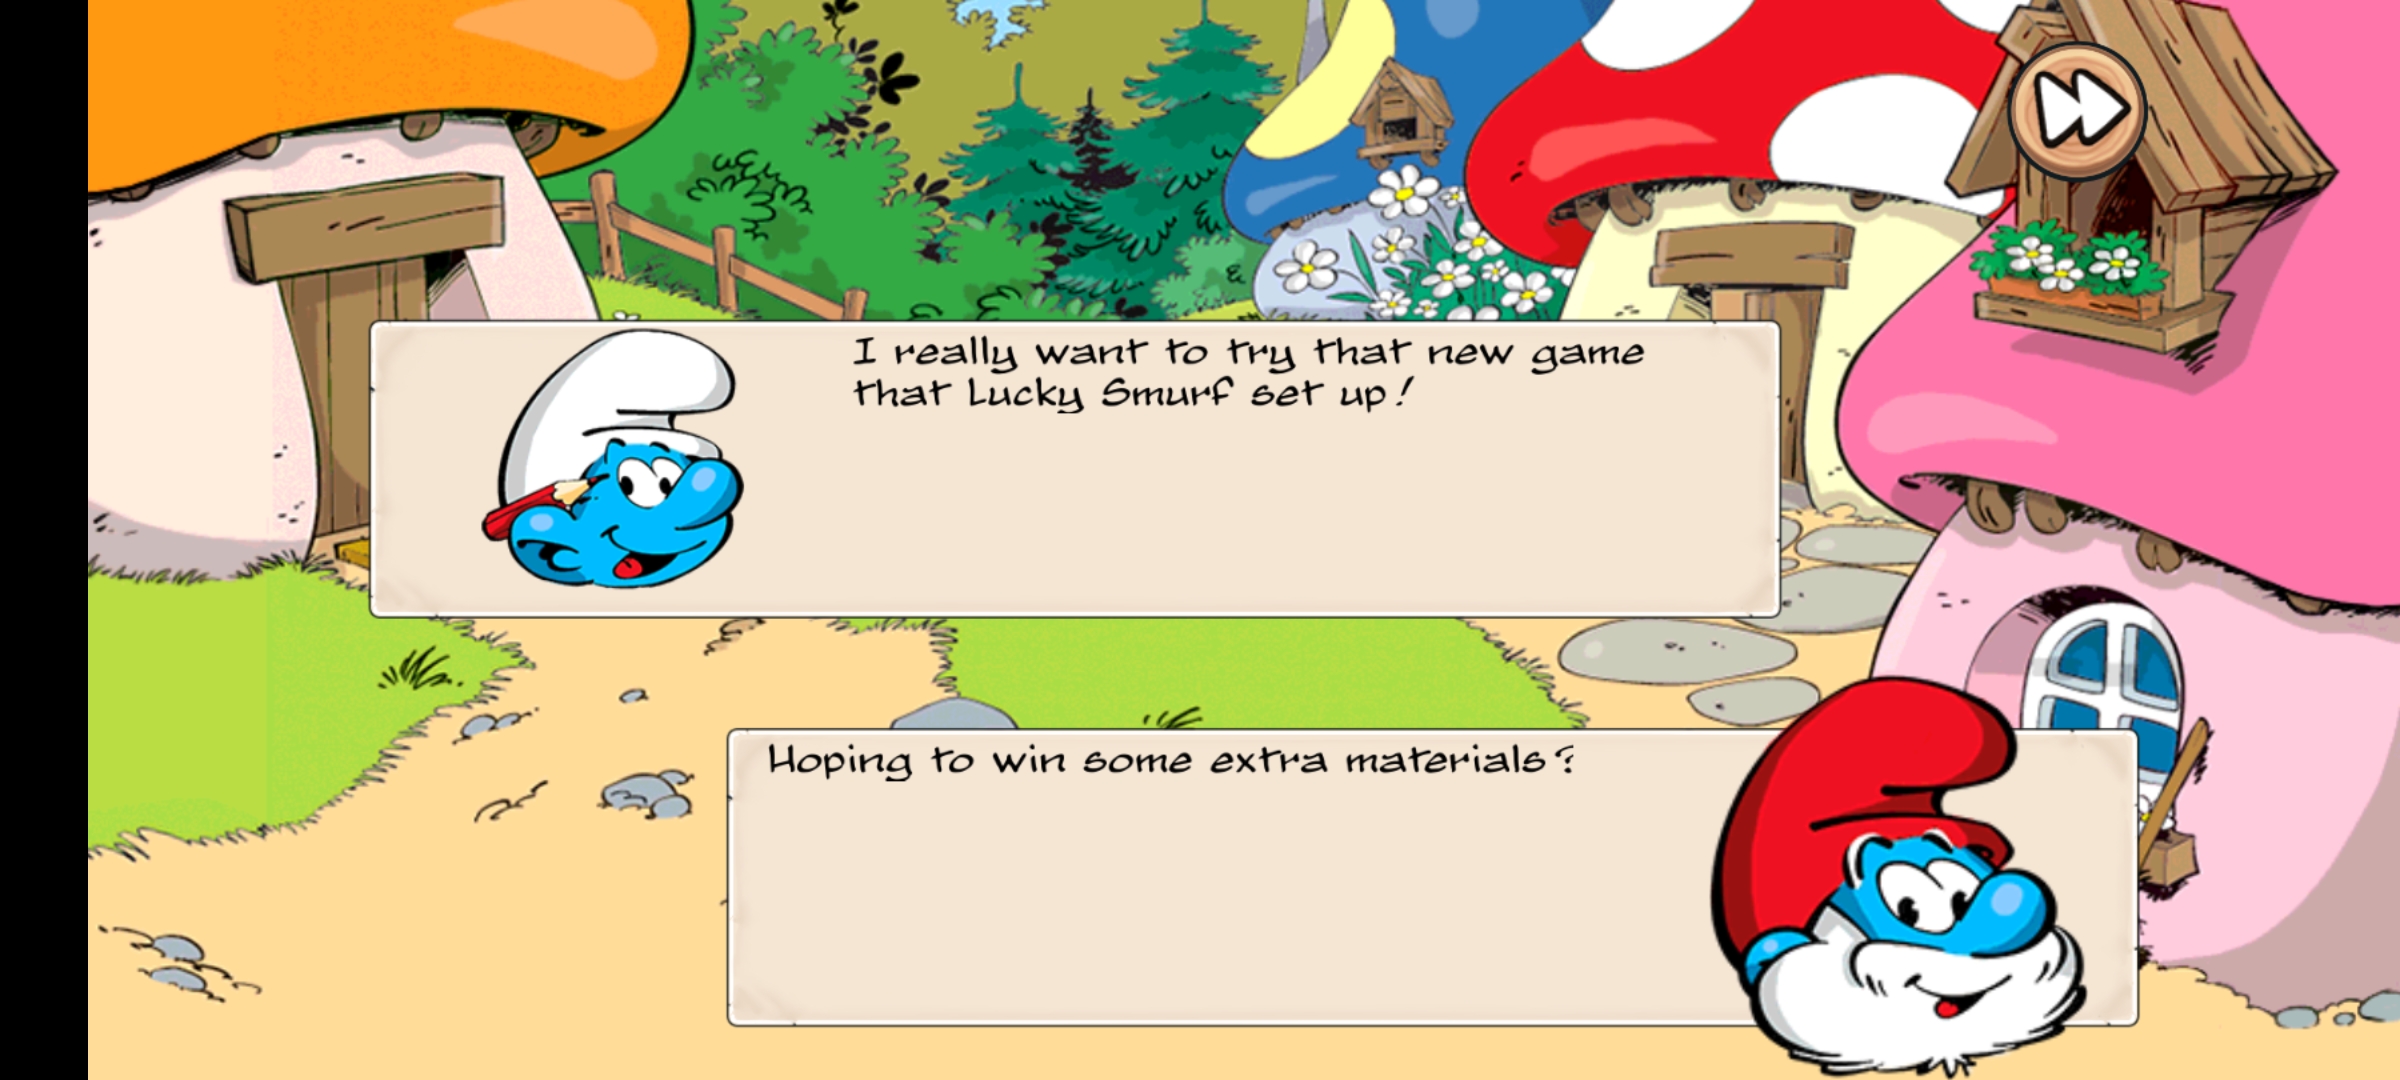 I really want to try that new game
that Lucky Smurf set up!
Hoping to win some extra materials?